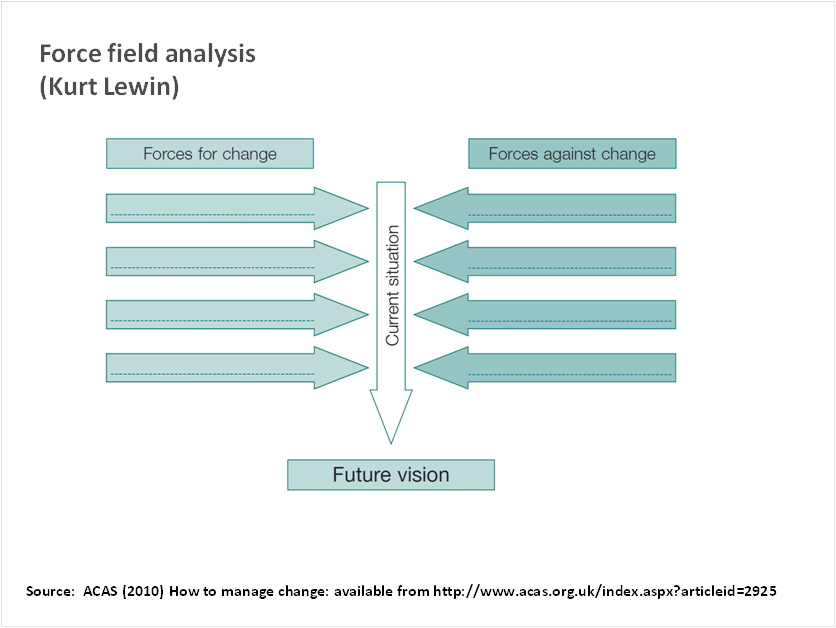 Force field analysis
(Kurt Lewin)
Forces for change
Forces against change
Current situation
Future vision
Source:  ACAS (2010) How to manage change: available from http://www.acas.org.uk/index.aspx?articleid=2925